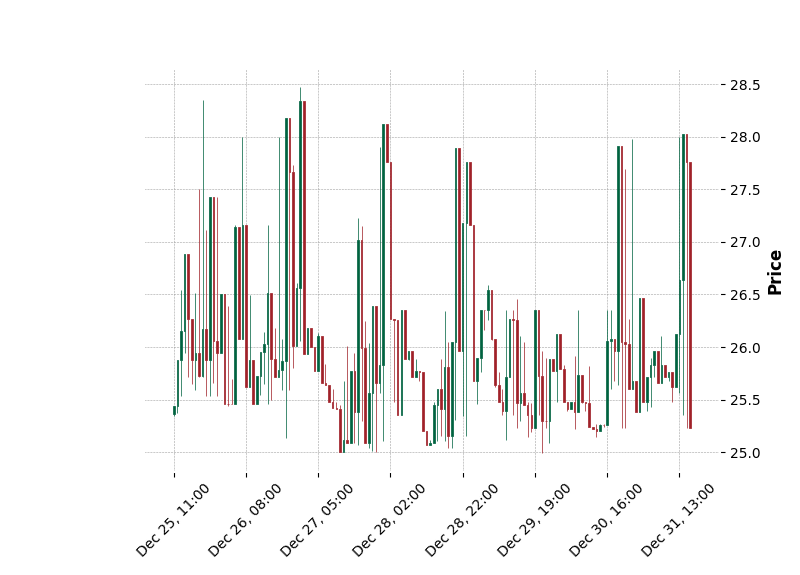 28.5
28.0
27.5
27.0
26.5
26.0
25.5
25.0
Price
Dec 25, 11:00
Dec 26, 08:00
Dec 27, 05:00
Dec 28, 02:00
Dec 28, 22:00
Dec 29, 19:00
Dec 30, 16:00
Dec 31, 13:00